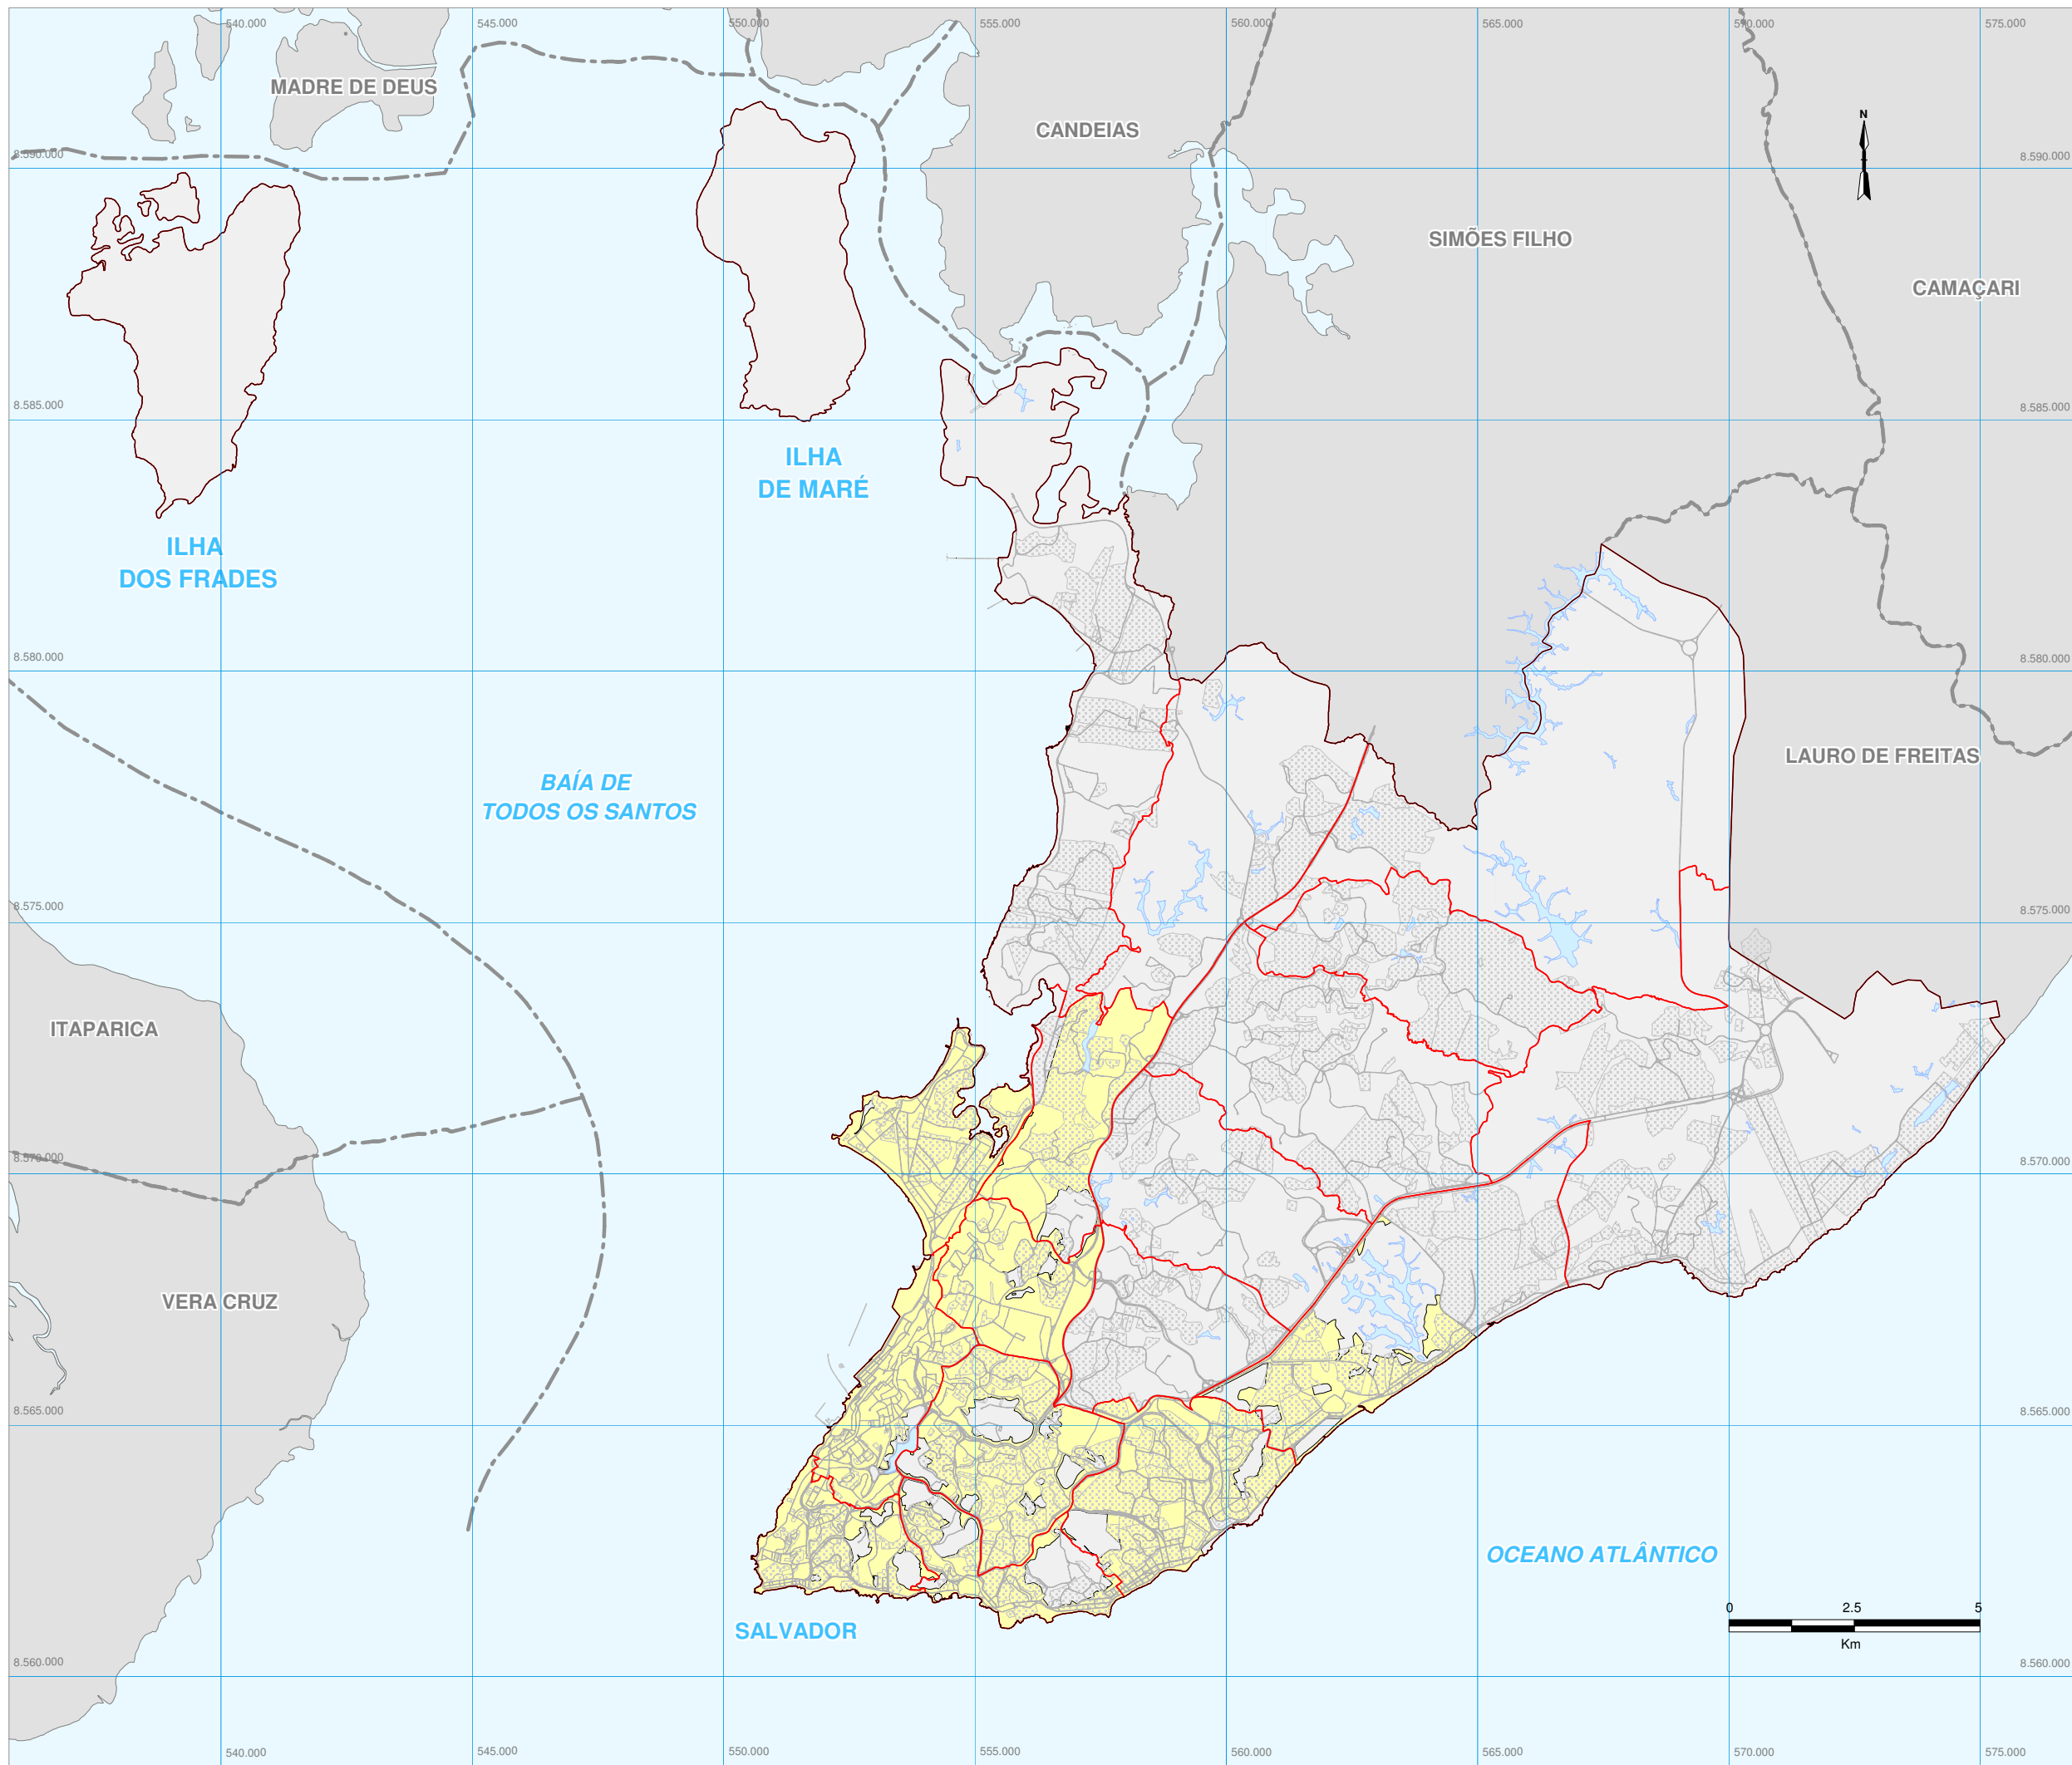 540.000
545.000
550.000
555.000
560.000
565.000
570.000
575.000
MADRE DE DEUS
N
CANDEIAS
8.590.000
8.590.000
SIMÕES FILHO
CAMAÇARI
8.585.000
8.585.000
ILHA
DE MARÉ
ILHA
DOS FRADES
8.580.000
8.580.000
LAURO DE FREITAS
BAÍA DE
TODOS OS SANTOS
8.575.000
8.575.000
ITAPARICA
8.570.000
8.570.000
VERA CRUZ
8.565.000
8.565.000
OCEANO ATLÂNTICO
0
2.5
5
Km
SALVADOR
8.560.000
8.560.000
540.000
545.000
550.000
555.000
560.000
565.000
570.000
575.000